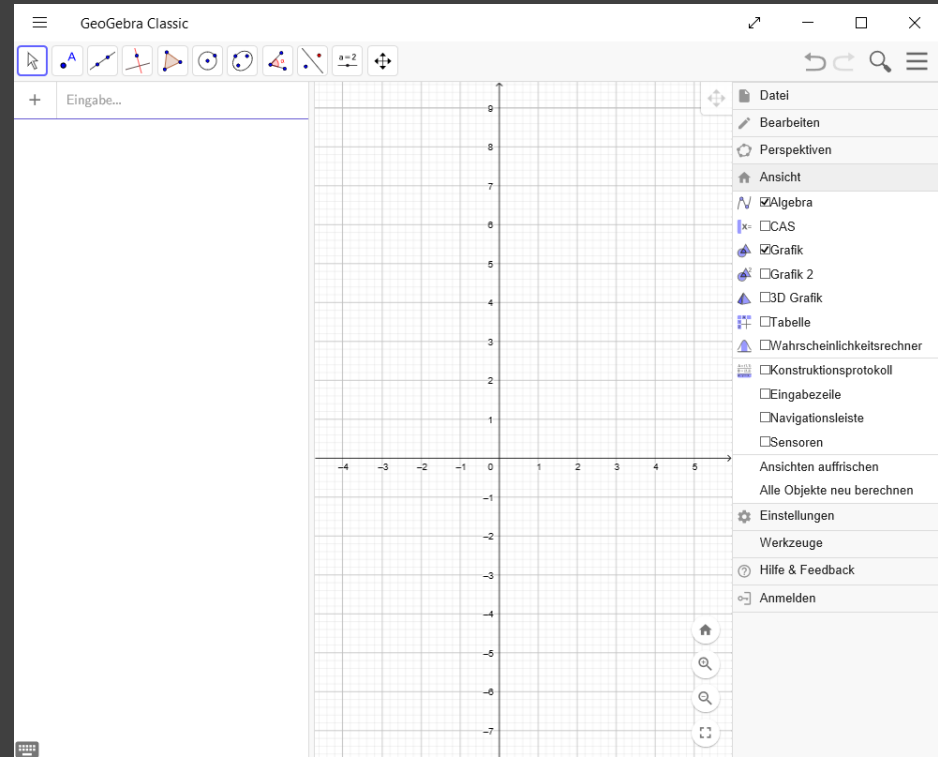 GeoGebra Classic
A
a=2
+ Eingabe...
9
8
7
6
5
4
3
2
1
–4 –3 –2 –1 0 1 2 3 4 5
–1
–2
–3
–4
–5
–6
–7
Datei
Bearbeiten
Perspektiven
Ansicht
Algebra
x= CAS
Grafik
Grafik 2
3D Grafik
Tabelle
Wahrscheinlichkeitsrechner
Konstruktionsprotokoll
Eingabezeile
Navigationsleiste
Sensoren
Ansichten auffrischen
Alle Objekte neu berechnen
Einstellungen
Werkzeuge
Hilfe & Feedback
Anmelden